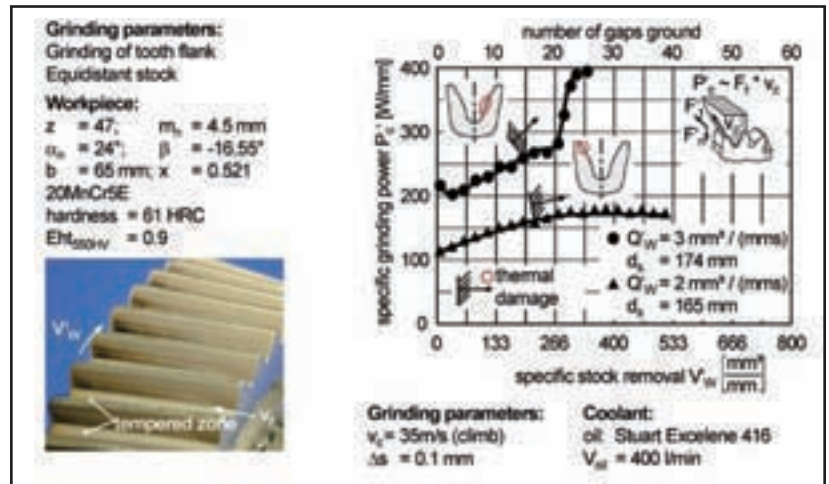 Grinding parameters:
Grinding of tooth flank
Equidistant stock
Workpiece:
z = 47; mn = 4.5 mm
αn = 24°; β = -16.55°
b = 65 mm; x = 0.521
20MnCr5E
hardness = 61 HRC
Eht550HV = 0.9
V'W
tempered zone
number of gaps ground
0 10 20 30 40 50 60
specific grinding power P'c [W/mm]
400
300
200
100
0
P'c ~ Ft * vc
thermal
damage
Q'W = 3 mm³ / (mms)
ds = 174 mm
Q'W = 2 mm³ / (mms)
ds = 165 mm
0 133 266 400 533 666 800
specific stock removal V'W [mm³/mm]
Grinding parameters:
vc = 35m/s (climb)
Δs = 0.1 mm
Coolant:
oil: Stuart Excelene 416
Voil = 400 l/min